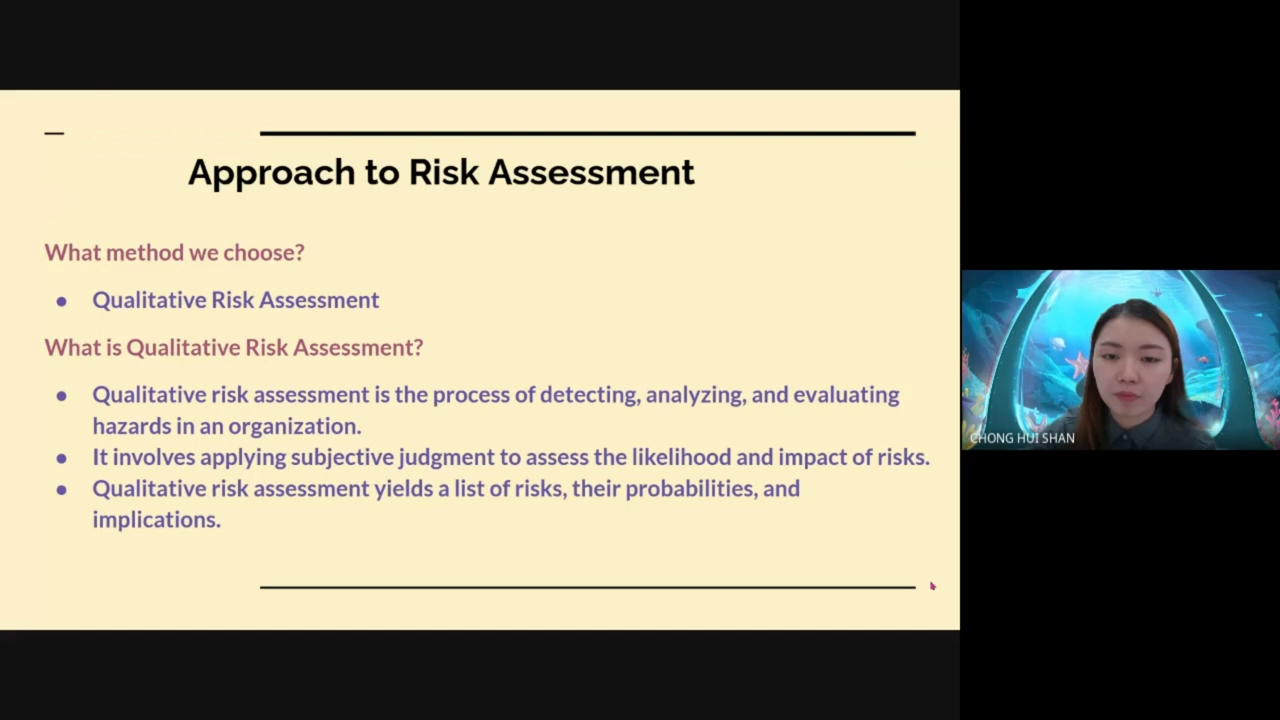 Approach to Risk Assessment
What method we choose?
● Qualitative Risk Assessment
What is Qualitative Risk Assessment?
● Qualitative risk assessment is the process of detecting, analyzing, and evaluating
hazards in an organization.
● It involves applying subjective judgment to assess the likelihood and impact of risks.
● Qualitative risk assessment yields a list of risks, their probabilities, and
implications.
CHONG HUI SHAN